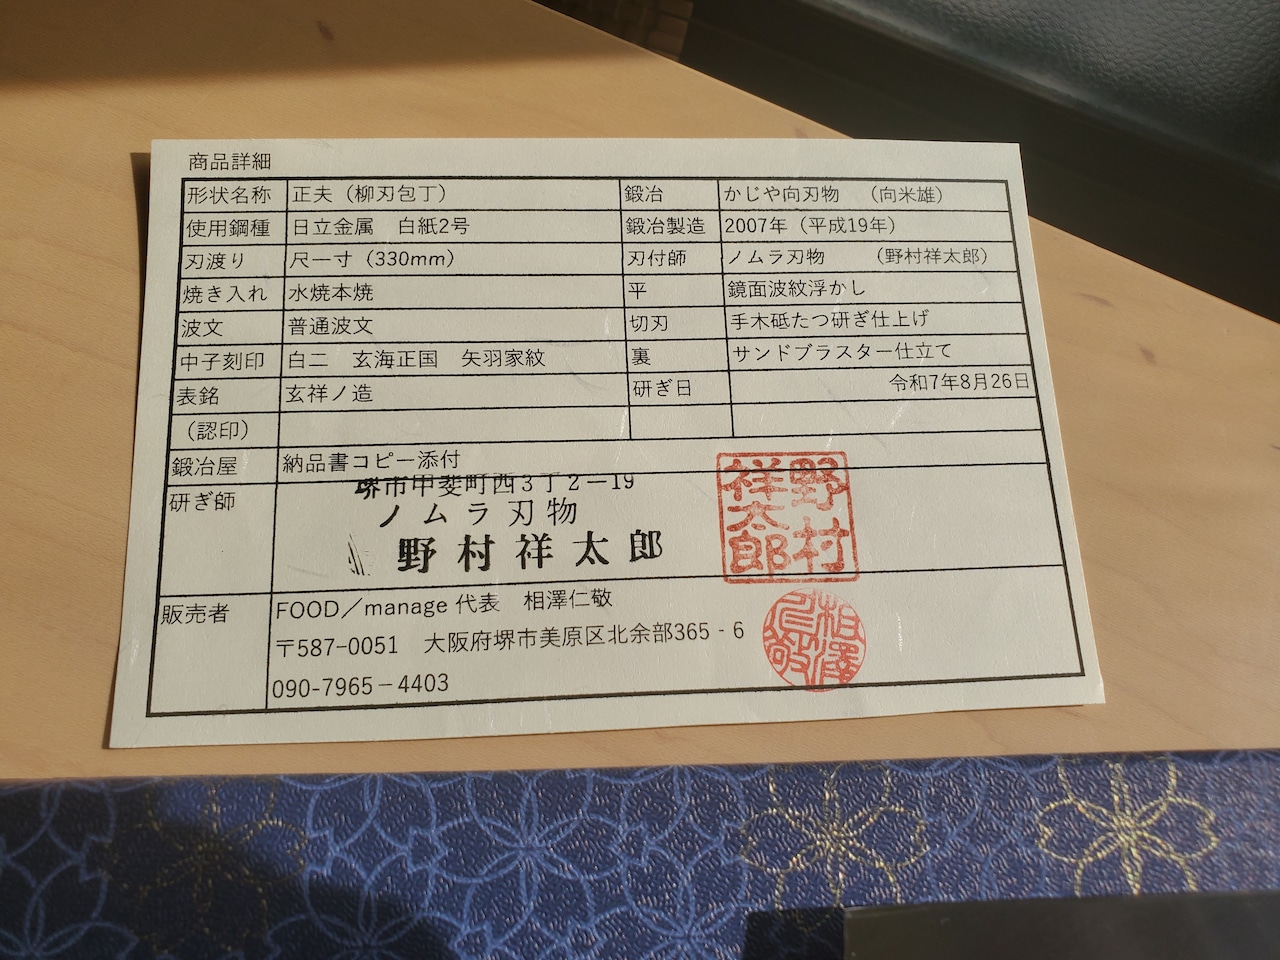 商品詳細
形状名称 正夫（柳刃包丁） 鍛冶 かじや向刃物 （向米雄）
使用鋼種 日立金属 白紙2号 鍛冶製造 2007年（平成19年）
刃渡り 尺一寸（330mm） 刃付師 ノムラ刃物 （野村祥太郎）
焼き入れ 水焼本焼 平 鏡面波紋浮かし
波文 普通波文 切刃 手木砥たつ研ぎ仕上げ
中子刻印 白二 玄海正国 矢羽家紋 裏 サンドブラスター仕立て
表銘 玄祥ノ造 研ぎ日 令和7年8月26日
（認印）
鍛冶屋 納品書コピー添付
研ぎ師 堺市甲斐町西3丁2－19
ノムラ刃物
野村祥太郎
野村祥太郎
販売者 FOOD／manage 代表 相澤仁敬
〒587-0051 大阪府堺市美原区北余部365‐6
090-7965－4403
相澤仁敬